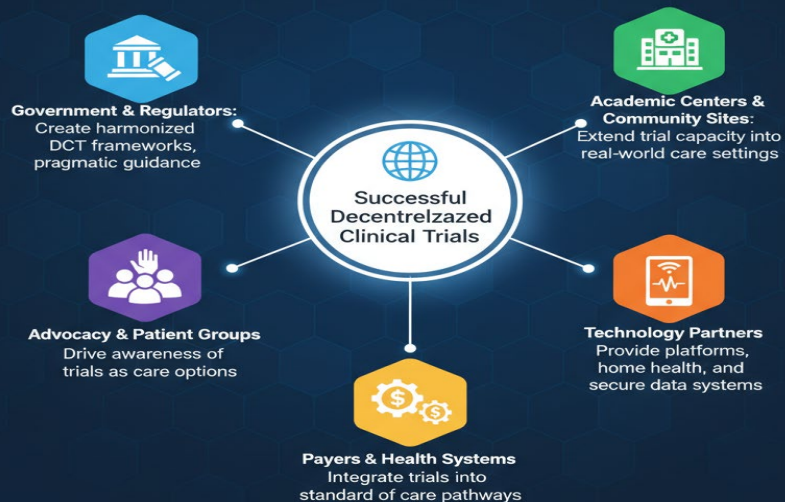 Government & Regulators:
Create harmonized
DCT frameworks,
pragmatic guidance
Academic Centers &
Community Sites:
Extend trial capacity into
real-world care settings
Successful
Decentrelzazed
Clinical Trials
Advocacy & Patient Groups
Drive awareness of
trials as care options
Technology Partners
Provide platforms,
home health, and
secure data systems
$
$
Payers & Health Systems
Integrate trials into
standard of care pathways